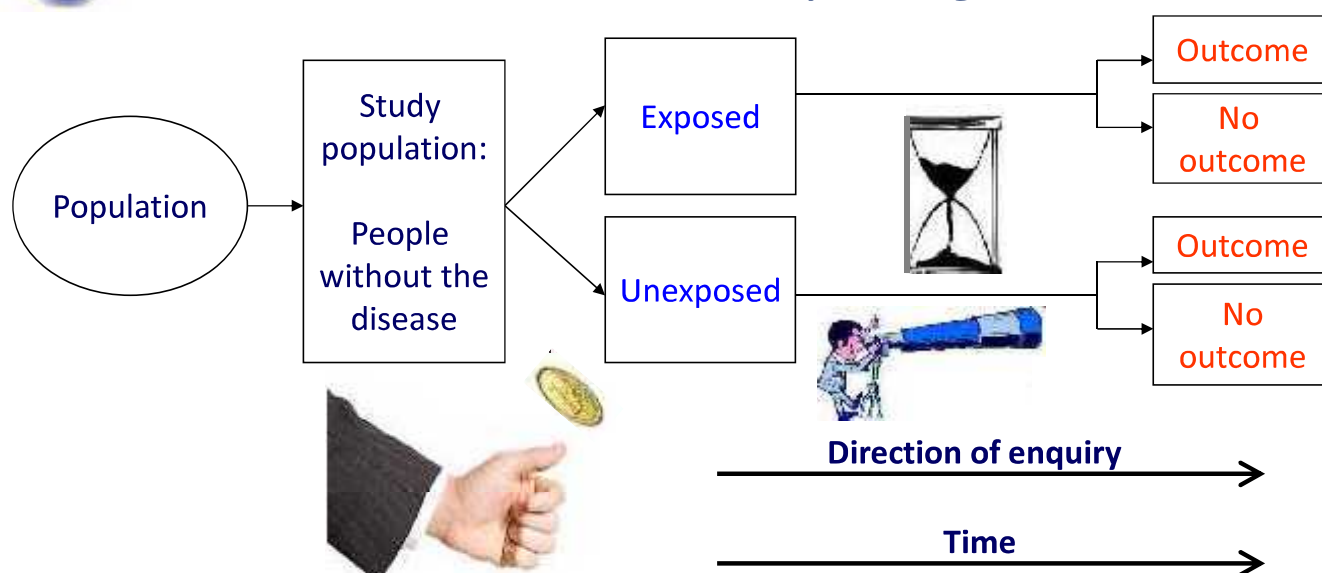 Population
Study
population:
People
without the
disease
Exposed
Unexposed
Outcome
No
outcome
Outcome
No
outcome
Direction of enquiry
Time